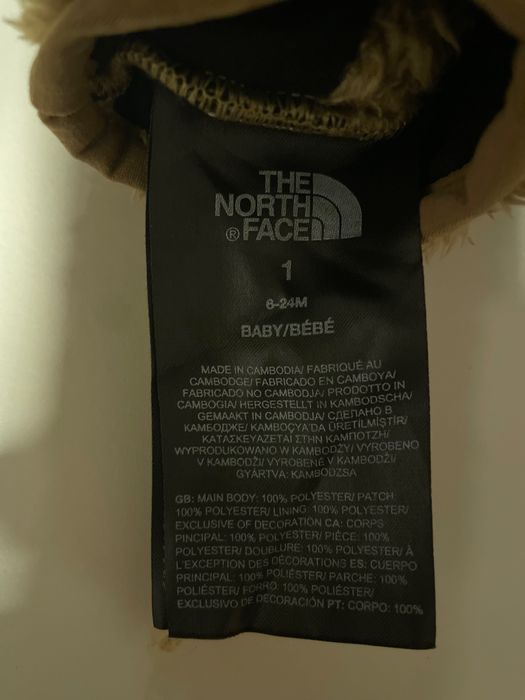 THE
NORTH
® FACE
1
6-24M
BABY/BÉBÉ
MADE IN CAMBODIA/ FABRIQUÉ AU
CAMBODGE/ FABRICADO EN CAMBOYA/
FABRICADO NO CAMBODJA/ PRODOTTO IN
CAMBOGIA/ HERGESTELLT IN KAMBODSCHA/
GEMAAKT IN CAMBODJA/ СДЕЛАНО В
КАМБОДЖЕ/ KAMBOÇYA'DA ÜRETİLMİŞTİR/
ΚΑΤΑΣΚΕΥΑΖΕΤΑΙ ΣΤΗΝ ΚΑΜΠΟΤΖΗ/
WYPRODUKOWANO W KAMBODŻY/ VYROBENO
V KAMBODŽI/ VYROBENÉ V KAMBODŽI/
GYÁRTVA: KAMBODZSA
GB: MAIN BODY: 100% POLYESTER/ PATCH:
100% POLYESTER/ LINING: 100% POLYESTER/
EXCLUSIVE OF DECORATION CA: CORPS
PINCIPAL: 100% POLYESTER/ PIÈCE: 100%
POLYESTER/ DOUBLURE: 100% POLYESTER/ À
L'EXCEPTION DES DÉCORATIONS ES: CUERPO
PRINCIPAL: 100% POLIÉSTER/ PARCHE: 100%
POLIÉSTER/ FORRO: 100% POLIÉSTER/
EXCLUSIVO DE DECORACIÓN PT: CORPO: 100%